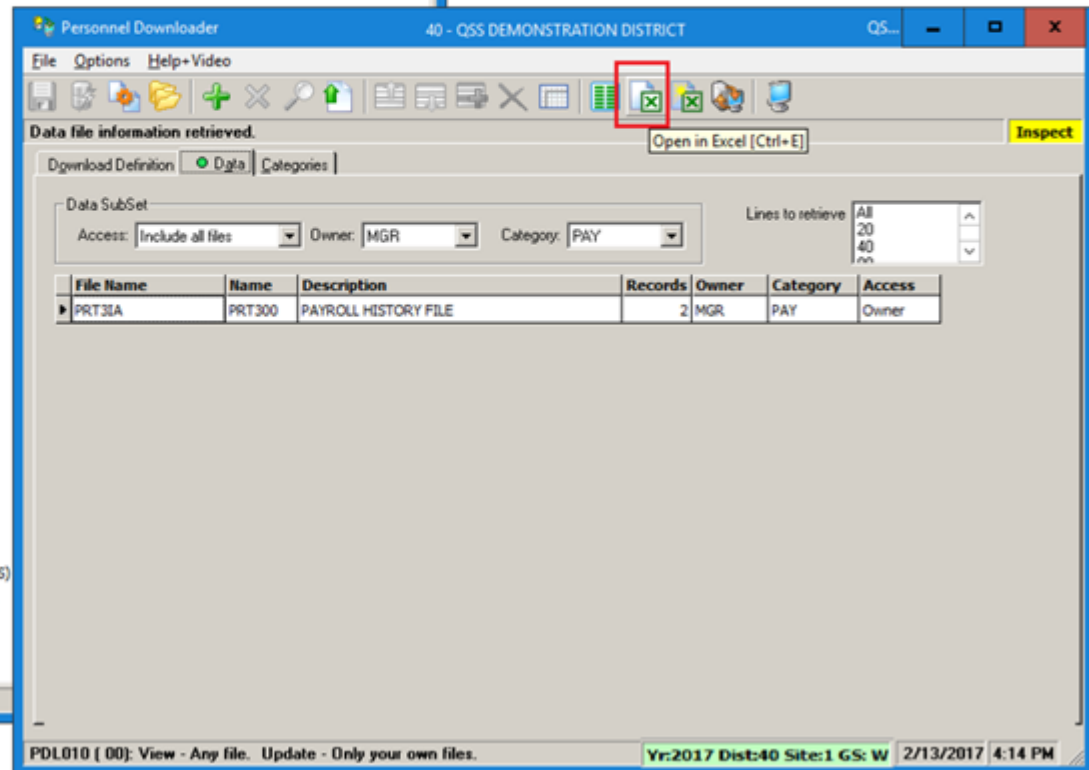 Personnel Downloader 40 - QSS DEMONSTRATION DISTRICT QS...
File Options Help+Video
Data file information retrieved. Open in Excel [Ctrl+E] Inspect
Download Definition Data Categories
Data SubSet
Access: Include all files Owner: MGR Category: PAY
Lines to retrieve All
20
40
File Name Name Description Records Owner Category Access
PRT3IA PRT300 PAYROLL HISTORY FILE 2 MGR PAY Owner
PDL010 ( 00): View - Any file. Update - Only your own files. Yr:2017 Dist:40 Site:1 GS: W 2/13/2017 4:14 PM